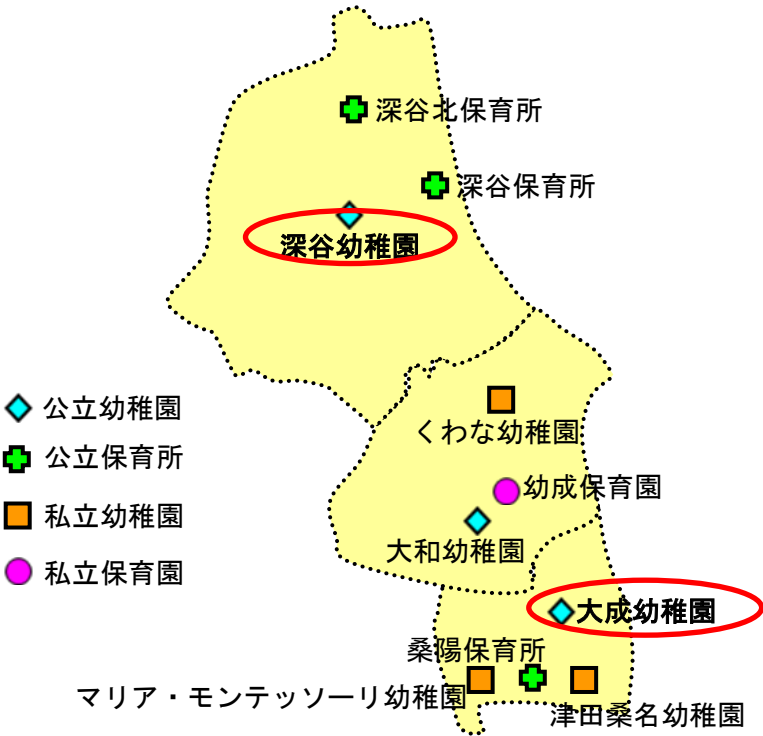 深谷北保育所
深谷保育所
深谷幼稚園
くわな幼稚園
幼成保育園
大和幼稚園
大成幼稚園
桑陽保育所
マリア・モンテッソーリ幼稚園
津田桑名幼稚園
公立幼稚園
公立保育所
私立幼稚園
私立保育園